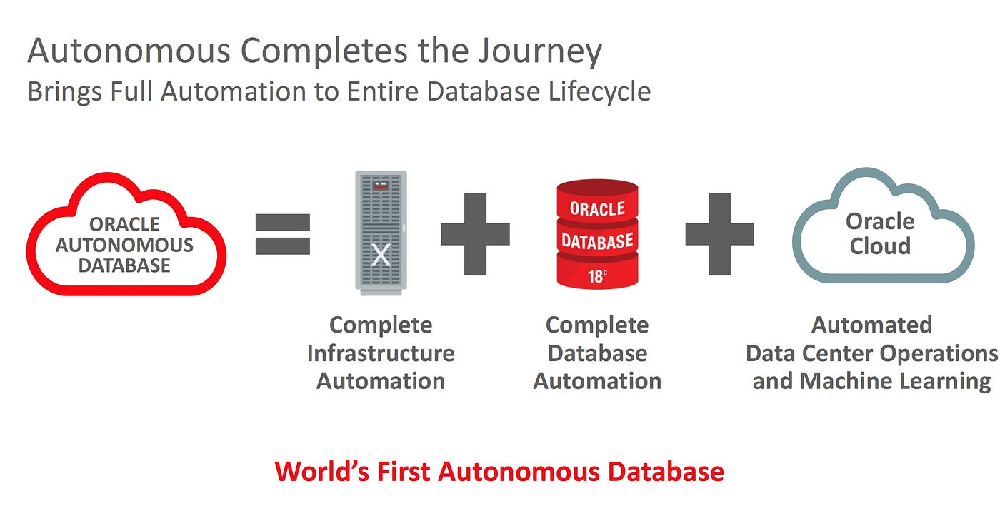 Autonomous Completes the Journey
Brings Full Automation to Entire Database Lifecycle
ORACLE
AUTONOMOUS
DATABASE
X
ORACLE
DATABASE
18c
Oracle
Cloud
Complete
Infrastructure
Automation
Complete
Database
Automation
Automated
Data Center Operations
and Machine Learning
World’s First Autonomous Database